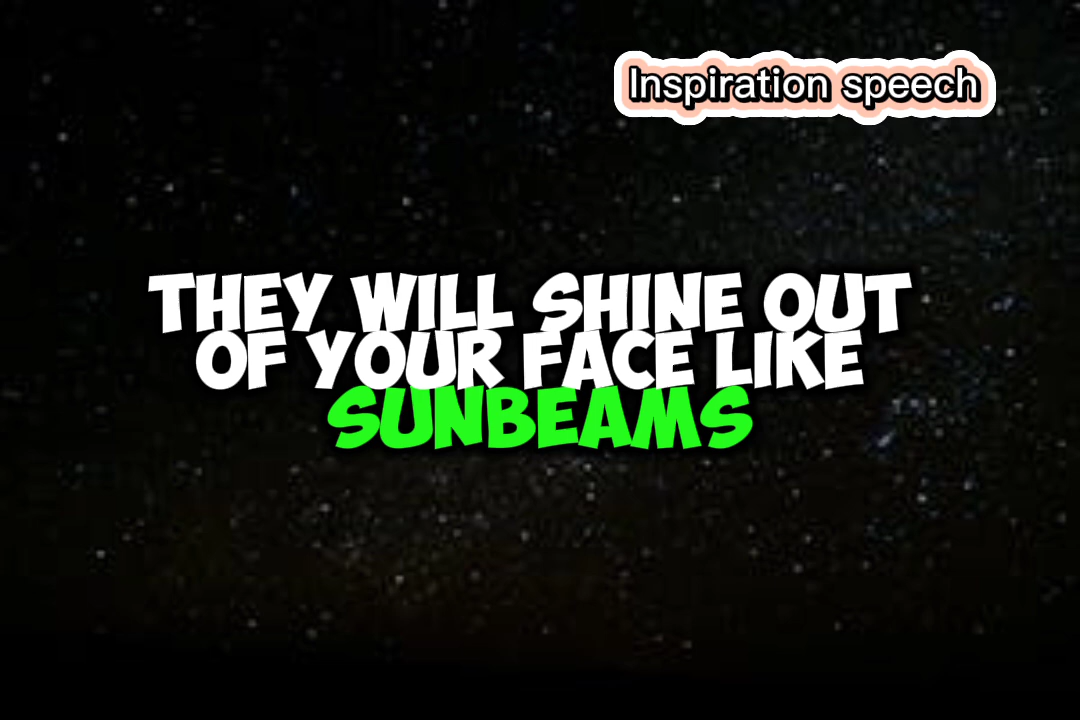 Inspiration speech
THEY WILL SHINE OUT
OF YOUR FACE LIKE
SUNBEAMS